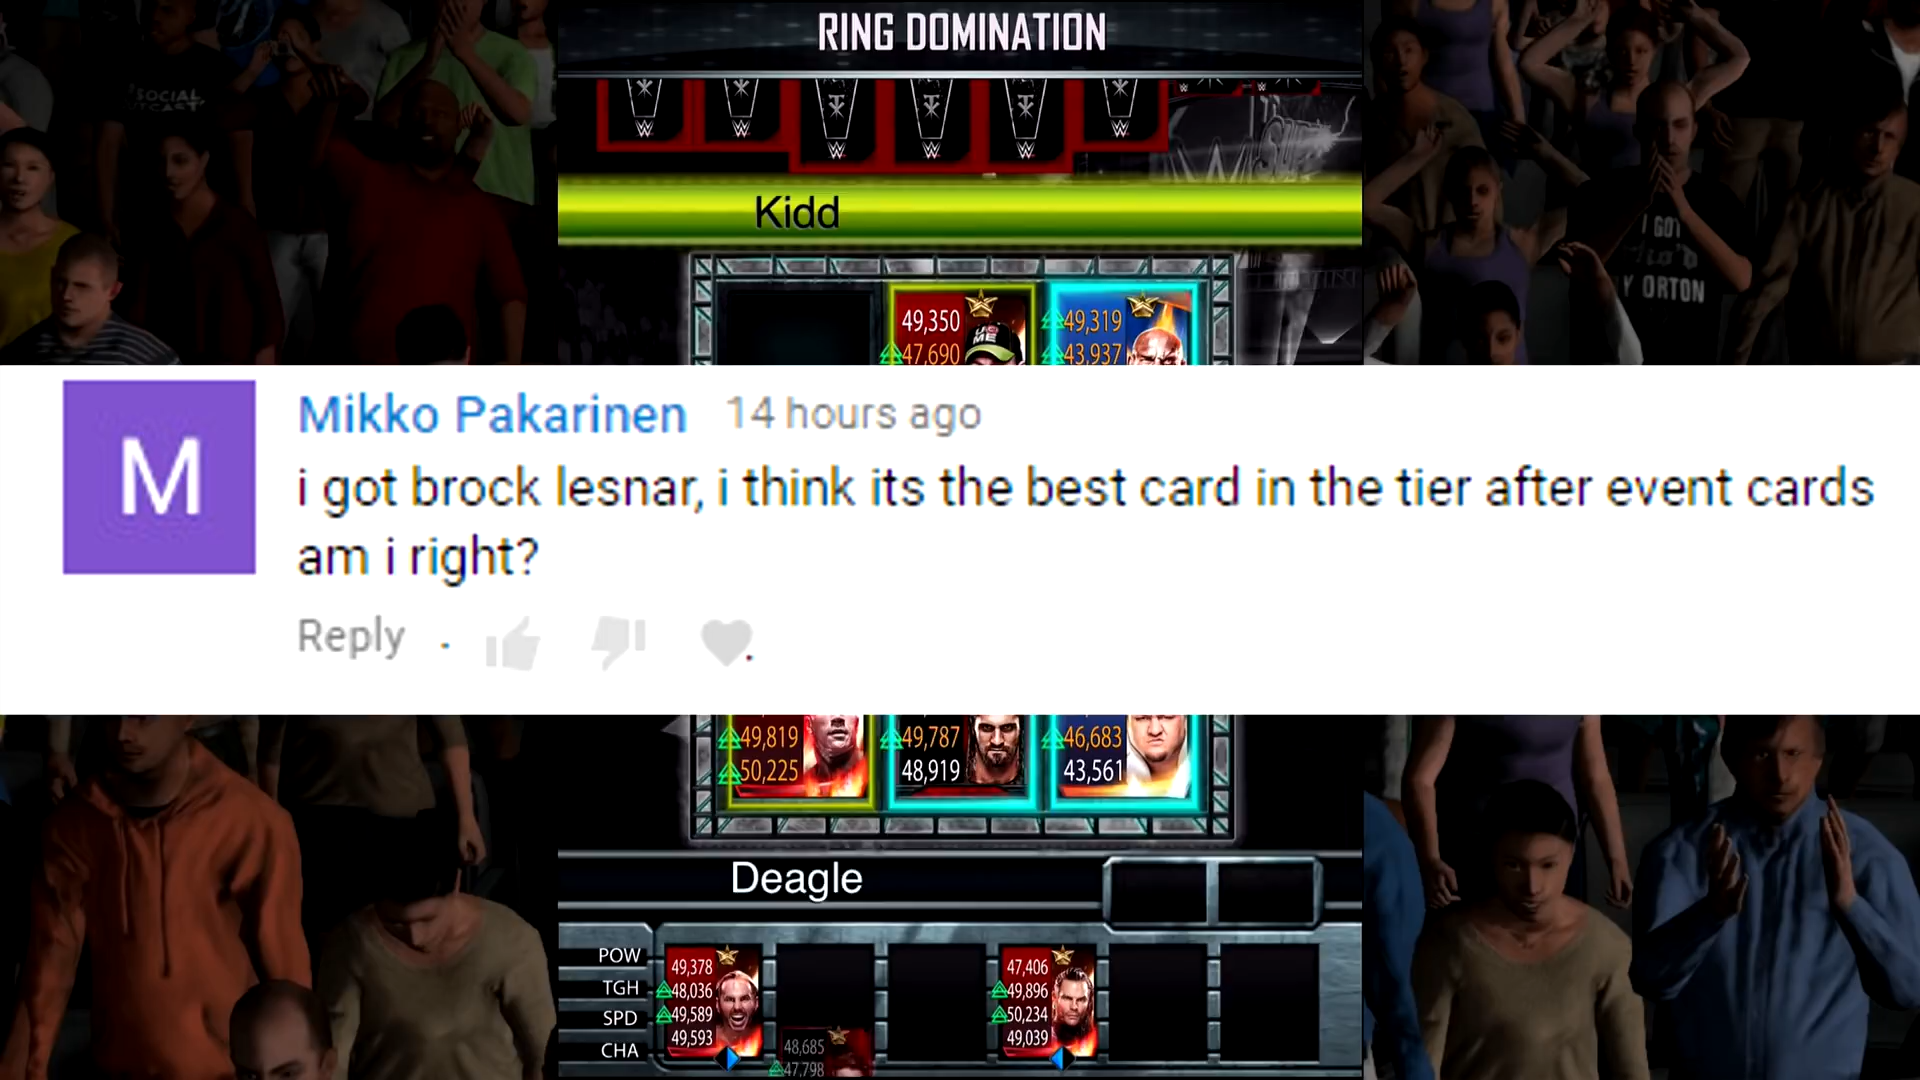 RING DOMINATION
SOCIAL
Kidd
I GOT
Y ORTON
49,350
47,690
49,319
43,937
Mikko Pakarinen 14 hours ago
i got brock lesnar, i think its the best card in the tier after event cards
am i right?
Reply
49,819
50,225
49,787
48,919
46,683
43,561
Deagle
POW
TGH
SPD
CHA
49,378
48,036
49,589
49,593
48,685
47,798
47,406
49,896
50,234
49,039